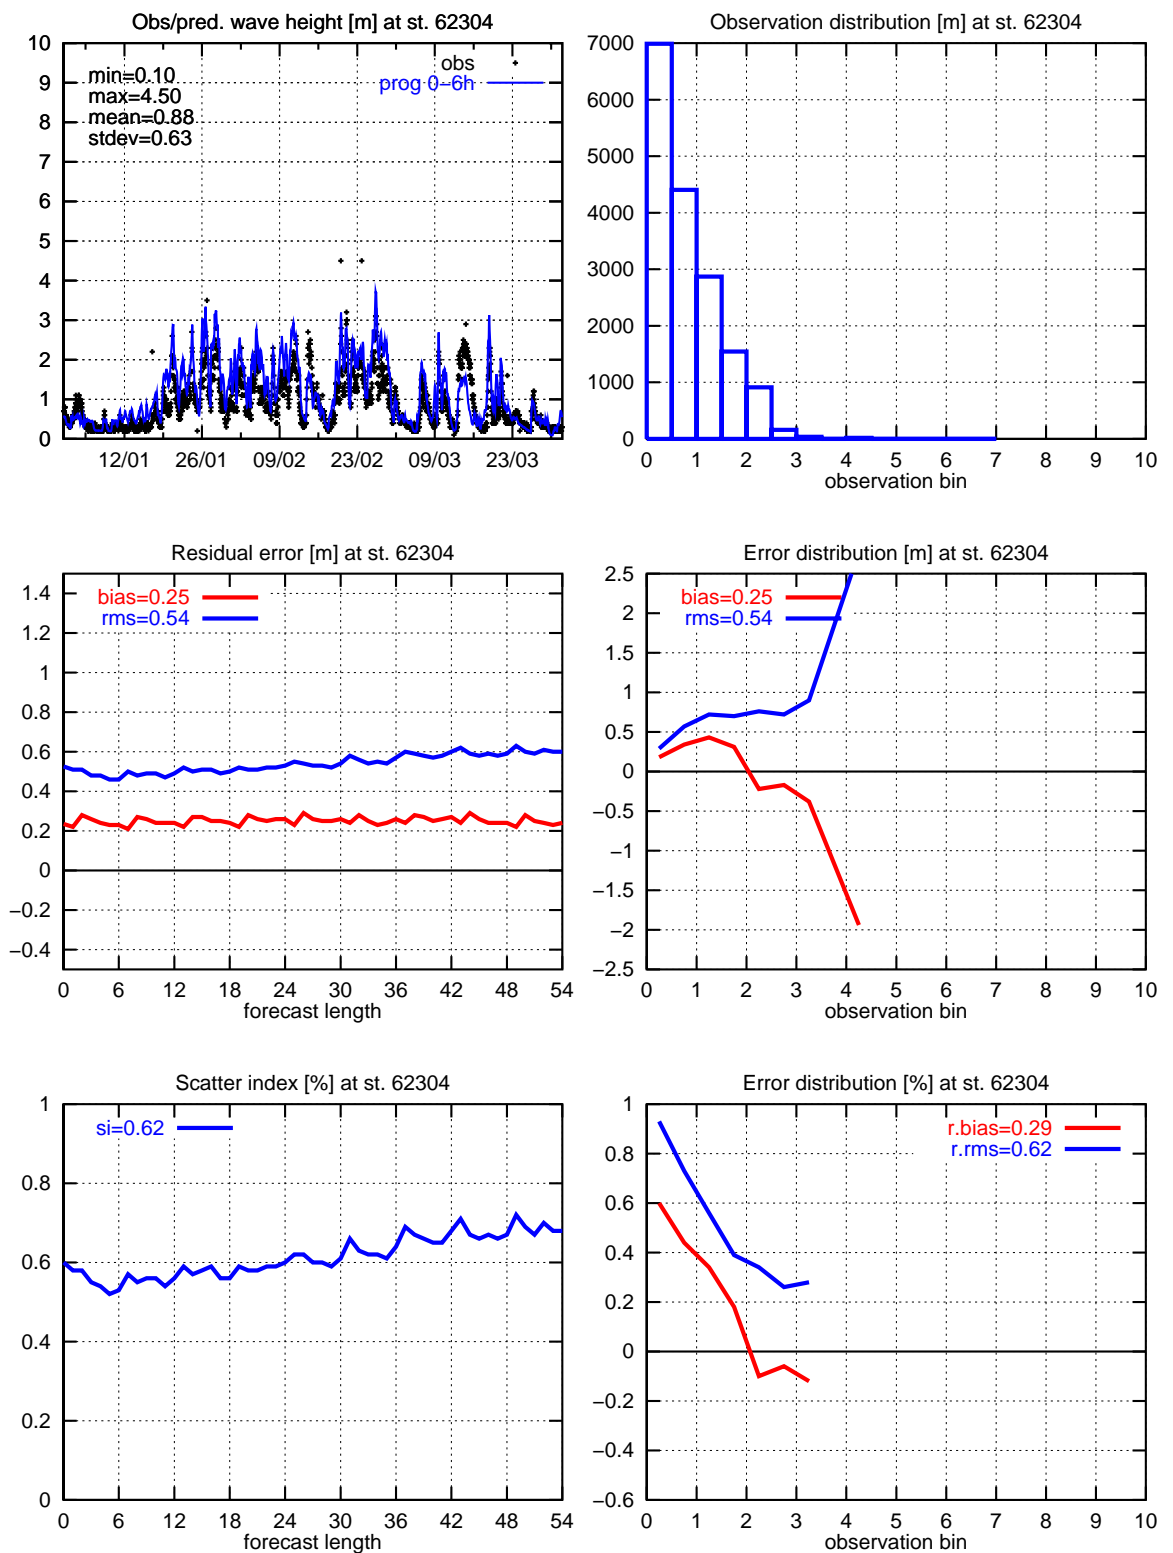 Obs/pred. wave height [m] at st. 62304
10
9
8
7
6
5
4
3
2
1
0
min=0.10
max=4.50
mean=0.88
stdev=0.63
obs
prog 0−6h
12/01 26/01 09/02 23/02 09/03 23/03
Observation distribution [m] at st. 62304
7000
6000
5000
4000
3000
2000
1000
0
0 1 2 3 4 5 6 7 8 9 10
observation bin
Residual error [m] at st. 62304
1.4
1.2
1
0.8
0.6
0.4
0.2
0
−0.2
−0.4
bias=0.25
rms=0.54
0 6 12 18 24 30 36 42 48 54
forecast length
Error distribution [m] at st. 62304
2.5
2
1.5
1
0.5
0
−0.5
−1
−1.5
−2
−2.5
bias=0.25
rms=0.54
0 1 2 3 4 5 6 7 8 9 10
observation bin
Scatter index [%] at st. 62304
1
0.8
0.6
0.4
0.2
0
si=0.62
0 6 12 18 24 30 36 42 48 54
forecast length
Error distribution [%] at st. 62304
1
0.8
0.6
0.4
0.2
0
−0.2
−0.4
−0.6
r.bias=0.29
r.rms=0.62
0 1 2 3 4 5 6 7 8 9 10
observation bin